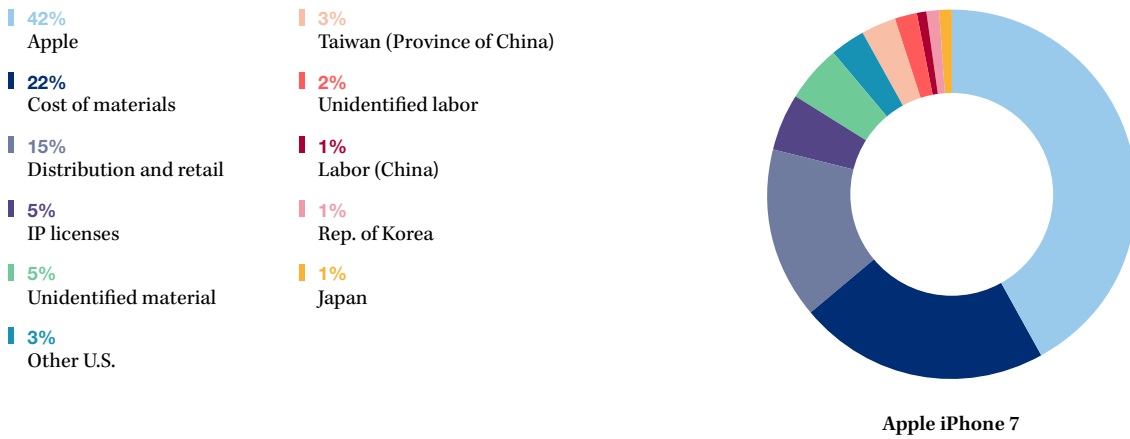 42%
Apple
22%
Cost of materials
15%
Distribution and retail
5%
IP licenses
5%
Unidentified material
3%
Other U.S.
3%
Taiwan (Province of China)
2%
Unidentified labor
1%
Labor (China)
1%
Rep. of Korea
1%
Japan
Apple iPhone 7